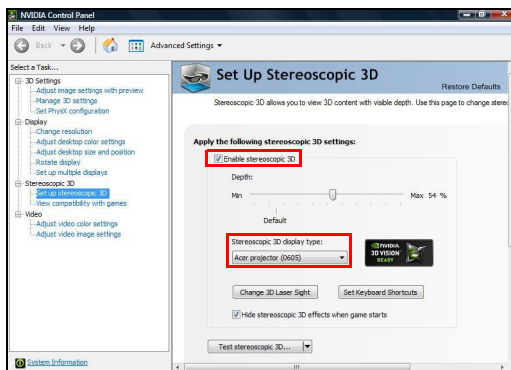 NVIDIA Control Panel
File Edit View Help
Back Advanced Settings
Select a Task...
3D Settings
Adjust image settings with preview
Manage 3D settings
Set PhysX configuration
Display
Change resolution
Adjust desktop color settings
Adjust desktop size and position
Rotate display
Set up multiple displays
Stereoscopic 3D
Set up stereoscopic 3D
View compatibility with games
Video
Adjust video color settings
Adjust video image settings
System Information
Set Up Stereoscopic 3D
Restore Defaults
Stereoscopic 3D allows you to view 3D content with visible depth. Use this page to change stereo
Apply the following stereoscopic 3D settings:
Enable stereoscopic 3D
Depth:
Min Max 54 %
Default
Stereoscopic 3D display type:
Acer projector (0605)
NVIDIA
3D VISION
READY
Change 3D Laser Sight Set Keyboard Shortcuts
Hide stereoscopic 3D effects when game starts
Test stereoscopic 3D...